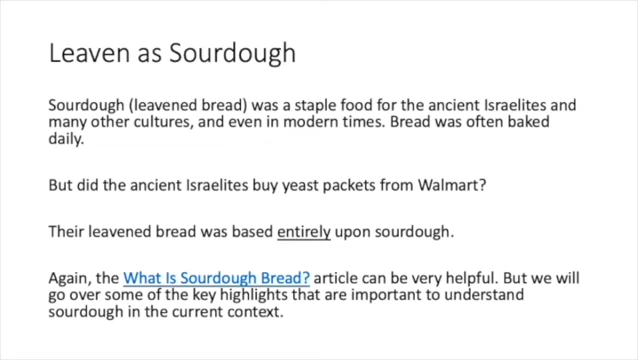 Leaven as Sourdough
Sourdough (leavened bread) was a staple food for the ancient Israelites and
many other cultures, and even in modern times. Bread was often baked
daily.
But did the ancient Israelites buy yeast packets from Walmart?
Their leavened bread was based entirely upon sourdough.
Again, the What Is Sourdough Bread? article can be very helpful. But we will
go over some of the key highlights that are important to understand
sourdough in the current context.